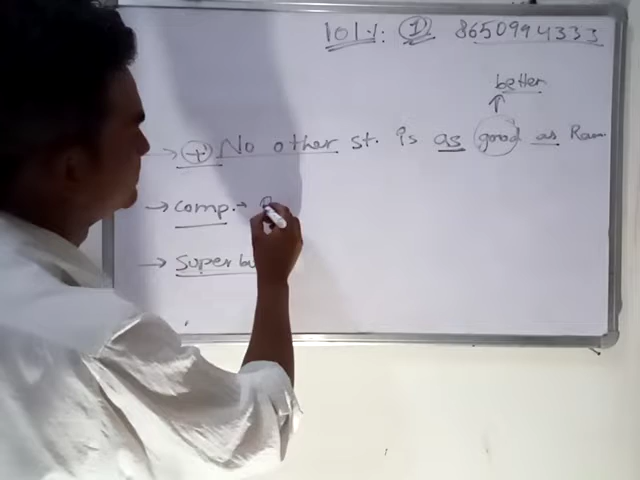 101%: ① 8650994333
better
↑
→ (+) No other st. is as good as Ram.
→ comp. →
→ Superla